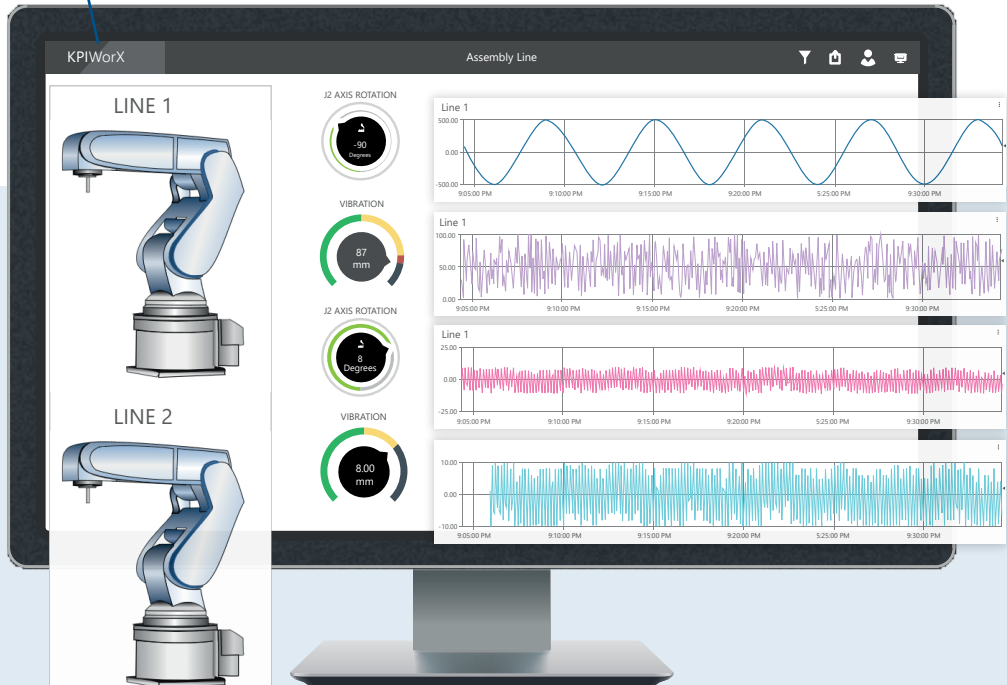 KPIWorX
Assembly Line
LINE 1
J2 AXIS ROTATION
-90
Degrees
VIBRATION
87
mm
J2 AXIS ROTATION
8
Degrees
VIBRATION
8.00
mm
LINE 2
Line 1
500.00
0.00
-500.00
9:05:00 PM
9:10:00 PM
9:15:00 PM
9:20:00 PM
5:25:00 PM
9:30:00 PM
Line 1
100.00
50.00
0.00
9:05:00 PM
9:10:00 PM
9:15:00 PM
9:20:00 PM
5:25:00 PM
9:30:00 PM
Line 1
25.00
0.00
-25.00
9:05:00 PM
9:10:00 PM
9:15:00 PM
9:20:00 PM
5:25:00 PM
9:30:00 PM
10.00
0.00
-10.00
9:05:00 PM
9:10:00 PM
9:15:00 PM
9:20:00 PM
5:25:00 PM
9:30:00 PM